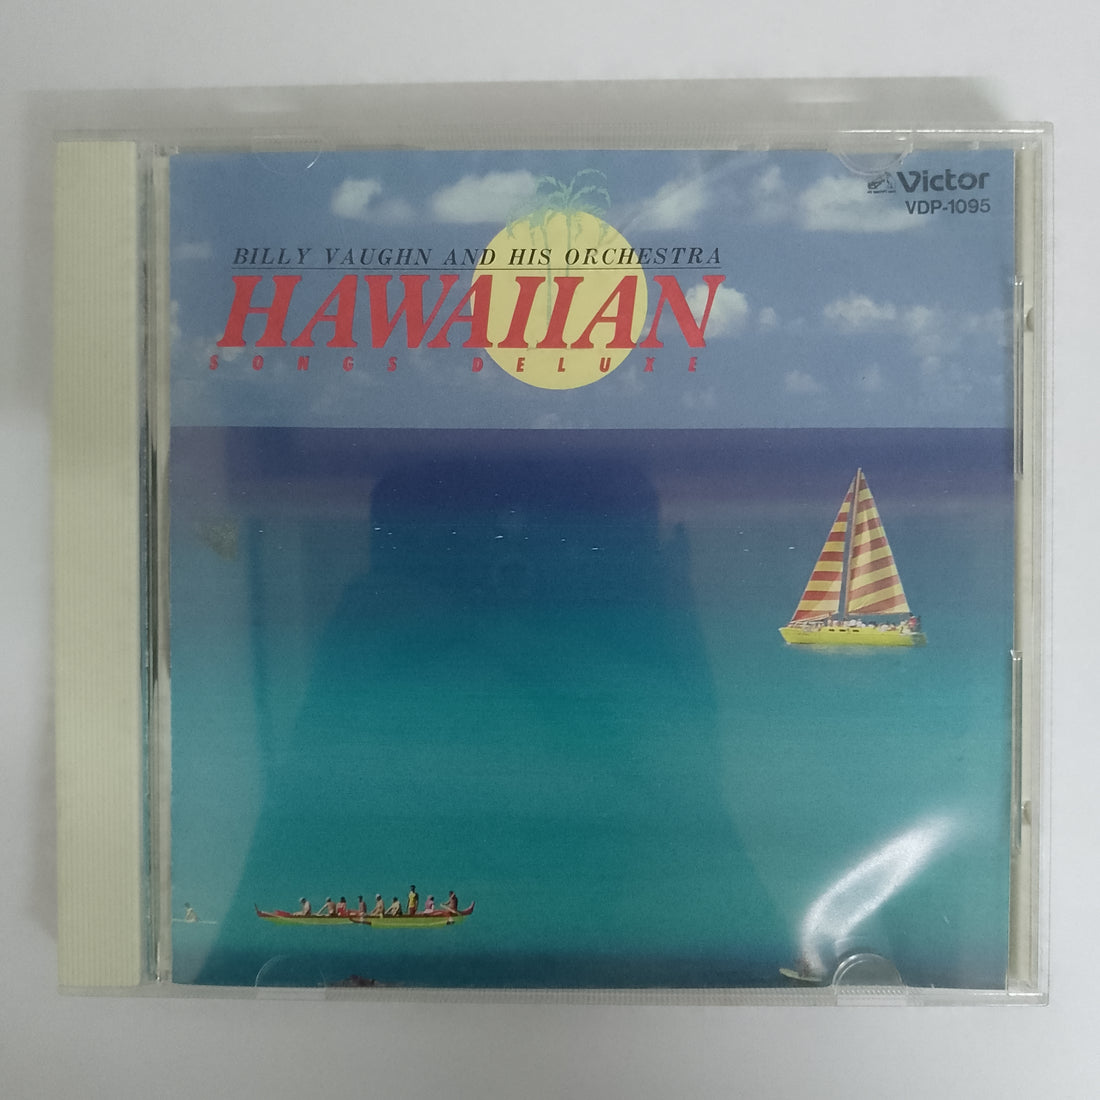 Victor
VDP-1095
BILLY VAUGHN AND HIS ORCHESTRA
HAWAIIAN
SONGS DELUXE